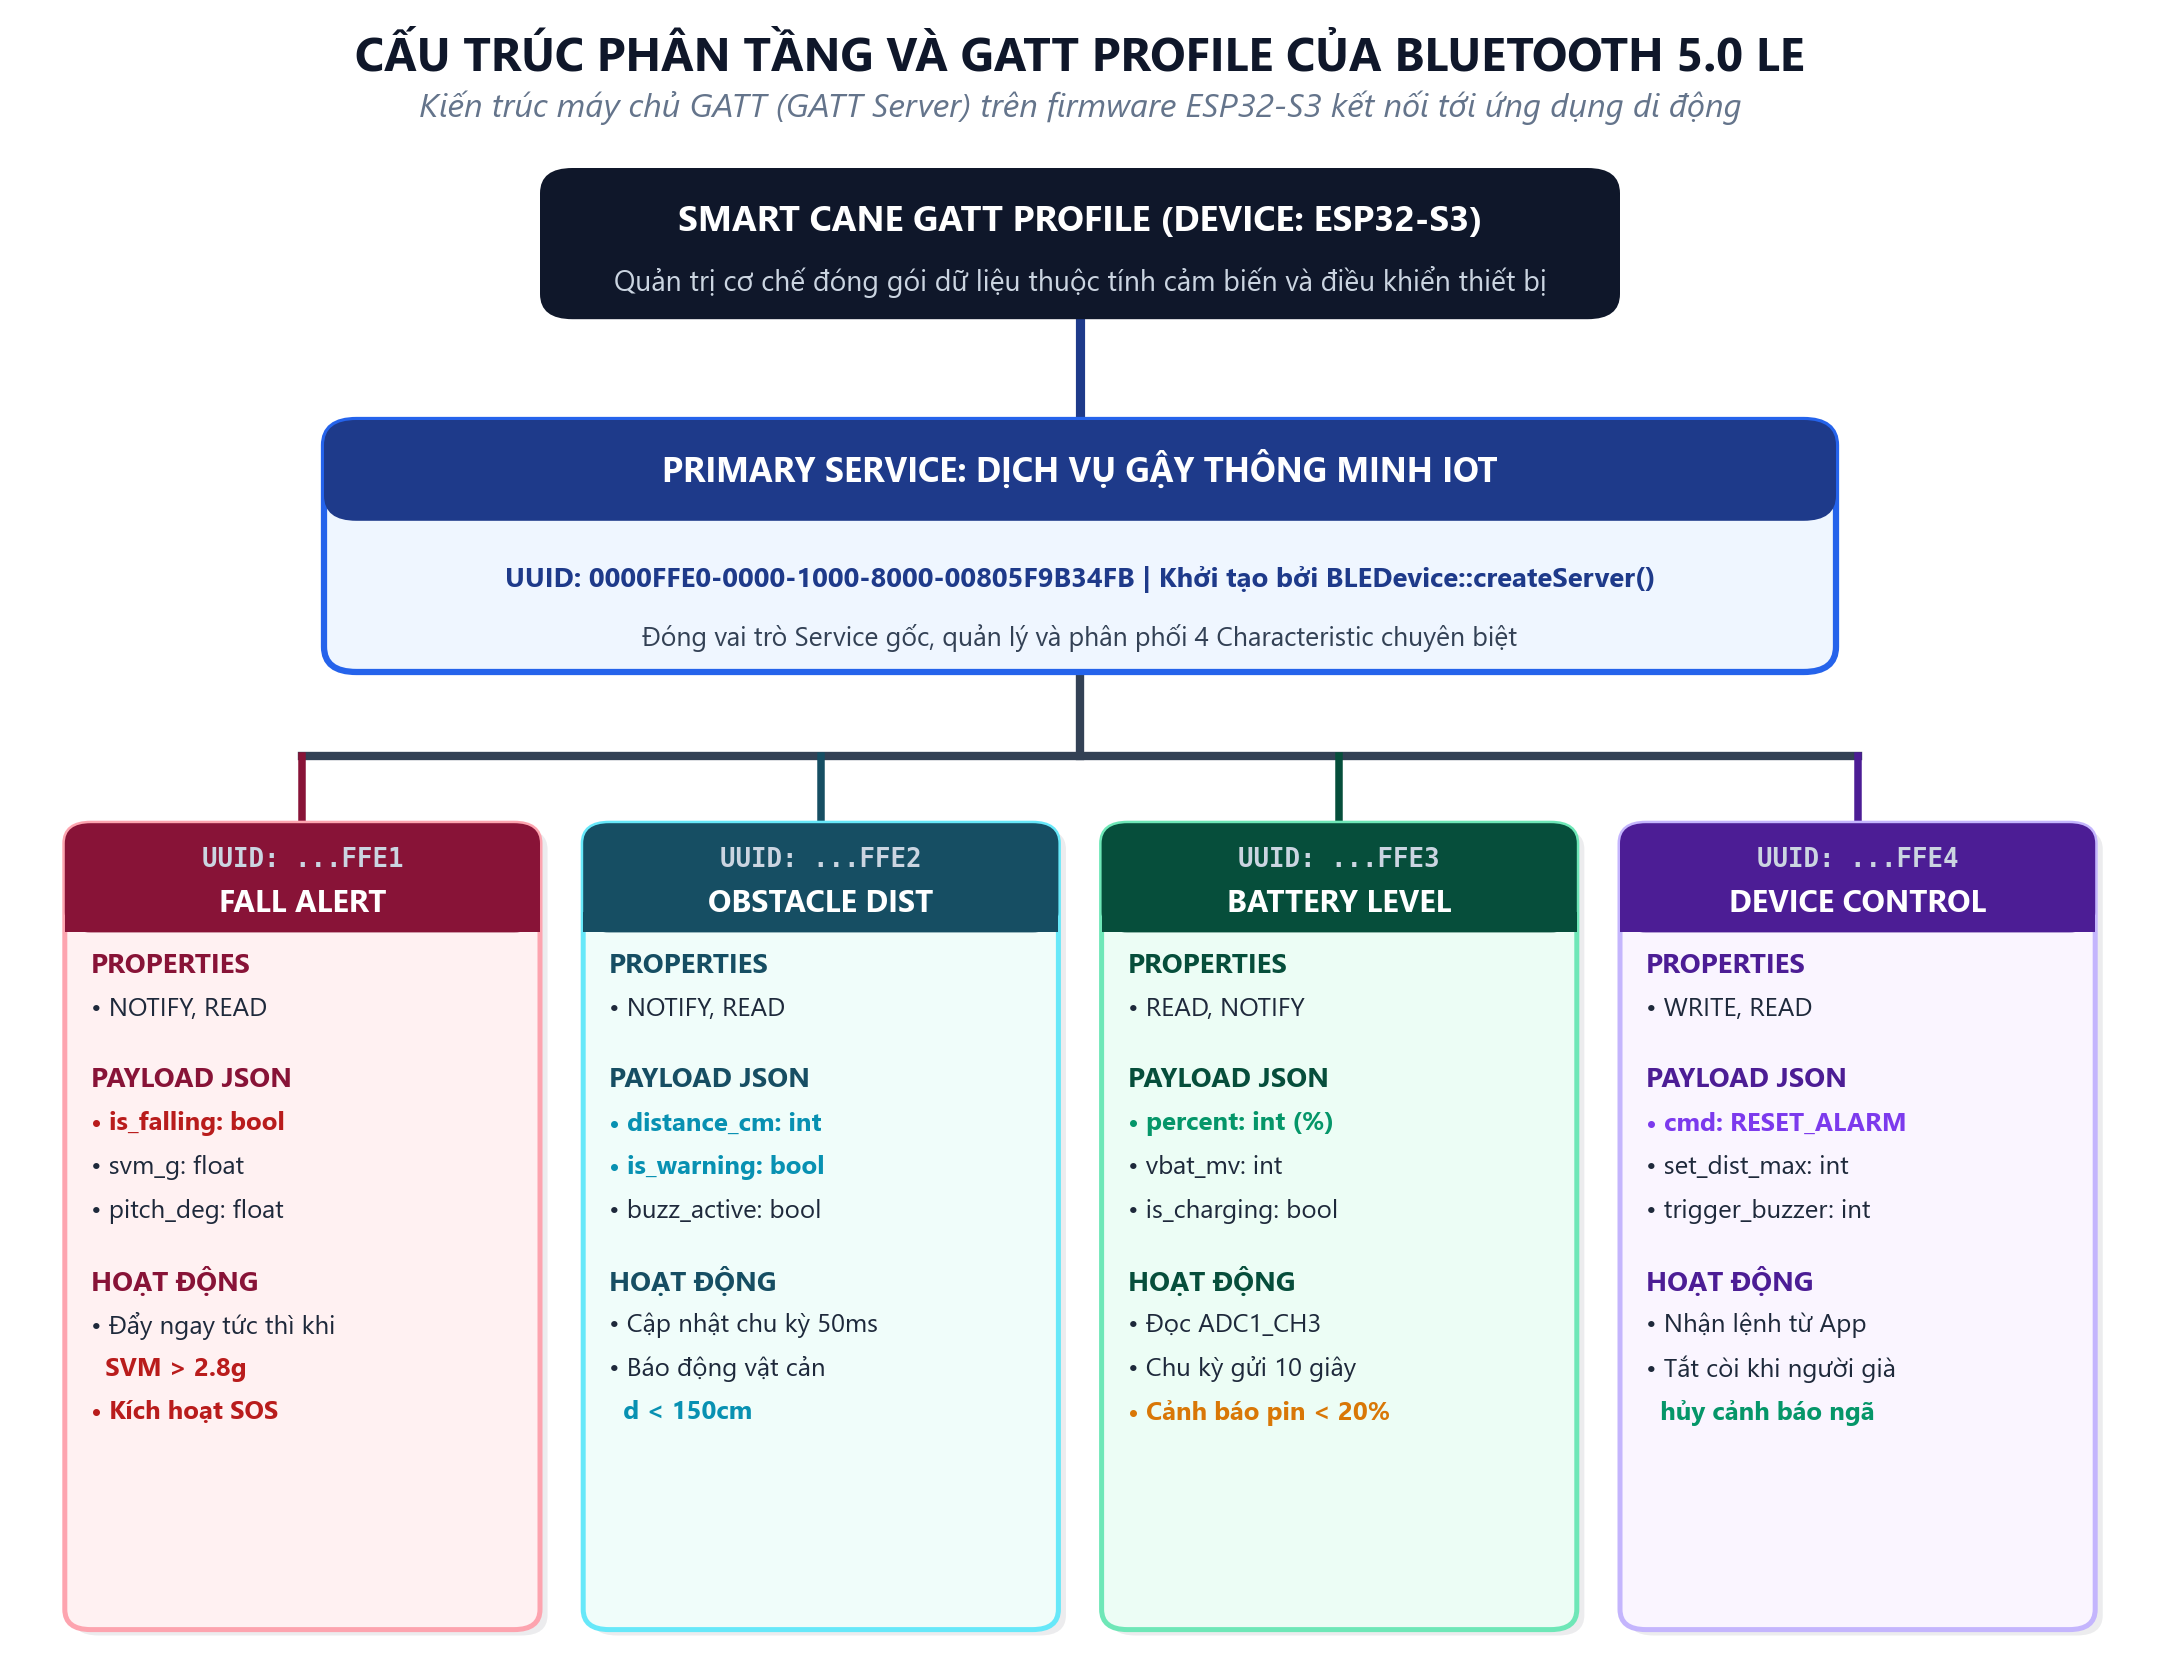 CẤU TRÚC PHÂN TẦNG VÀ GATT PROFILE CỦA BLUETOOTH 5.0 LE
Kiến trúc máy chủ GATT (GATT Server) trên firmware ESP32-S3 kết nối tới ứng dụng di động
SMART CANE GATT PROFILE (DEVICE: ESP32-S3)
Quản trị cơ chế đóng gói dữ liệu thuộc tính cảm biến và điều khiển thiết bị
PRIMARY SERVICE: DỊCH VỤ GẬY THÔNG MINH IOT
UUID: 0000FFE0-0000-1000-8000-00805F9B34FB | Khởi tạo bởi BLEDevice::createServer()
Đóng vai trò Service gốc, quản lý và phân phối 4 Characteristic chuyên biệt
UUID: ...FFE1
FALL ALERT
PROPERTIES
• NOTIFY, READ
PAYLOAD JSON
• is_falling: bool
• svm_g: float
• pitch_deg: float
HOẠT ĐỘNG
• Đẩy ngay tức thì khi
SVM > 2.8g
• Kích hoạt SOS
UUID: ...FFE2
OBSTACLE DIST
PROPERTIES
• NOTIFY, READ
PAYLOAD JSON
• distance_cm: int
• is_warning: bool
• buzz_active: bool
HOẠT ĐỘNG
• Cập nhật chu kỳ 50ms
• Báo động vật cản
d < 150cm
UUID: ...FFE3
BATTERY LEVEL
PROPERTIES
• READ, NOTIFY
PAYLOAD JSON
• percent: int (%)
• vbat_mv: int
• is_charging: bool
HOẠT ĐỘNG
• Đọc ADC1_CH3
• Chu kỳ gửi 10 giây
• Cảnh báo pin < 20%
UUID: ...FFE4
DEVICE CONTROL
PROPERTIES
• WRITE, READ
PAYLOAD JSON
• cmd: RESET_ALARM
• set_dist_max: int
• trigger_buzzer: int
HOẠT ĐỘNG
• Nhận lệnh từ App
• Tắt còi khi người già
hủy cảnh báo ngã